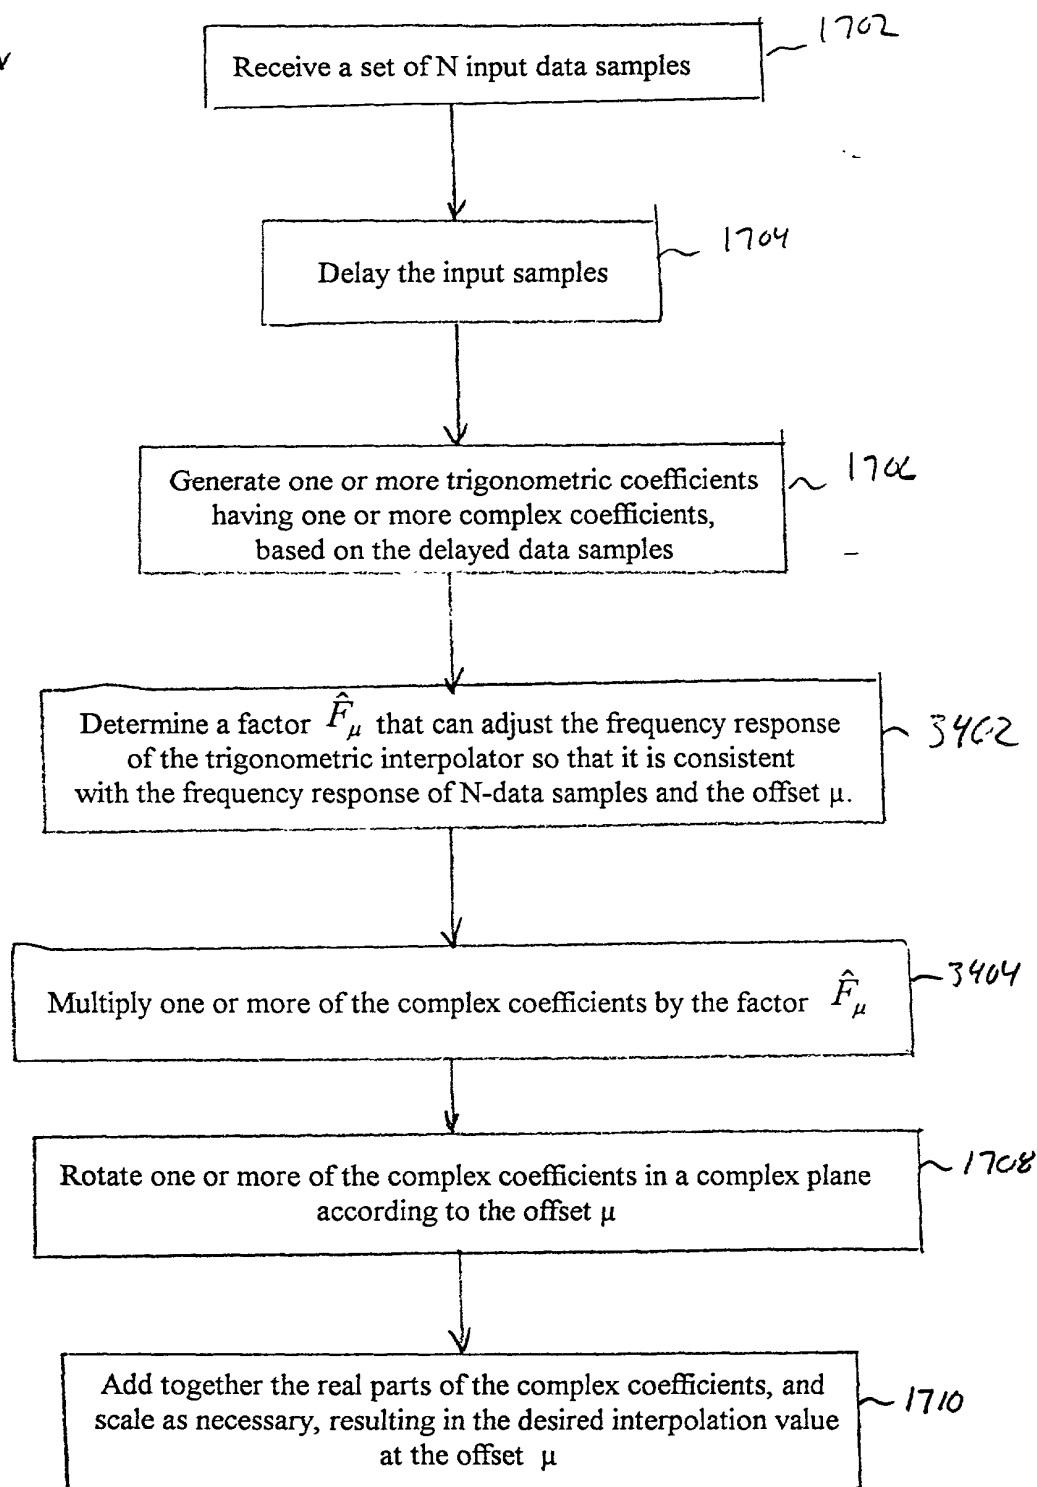 Receive a set of N input data samples
1702
Delay the input samples
1704
Generate one or more trigonometric coefficients
having one or more complex coefficients,
based on the delayed data samples
1706
Determine a factor F̂μ that can adjust the frequency response
of the trigonometric interpolator so that it is consistent
with the frequency response of N-data samples and the offset μ.
3402
Multiply one or more of the complex coefficients by the factor F̂μ
3404
Rotate one or more of the complex coefficients in a complex plane
according to the offset μ
1708
Add together the real parts of the complex coefficients, and
scale as necessary, resulting in the desired interpolation value
at the offset μ
1710